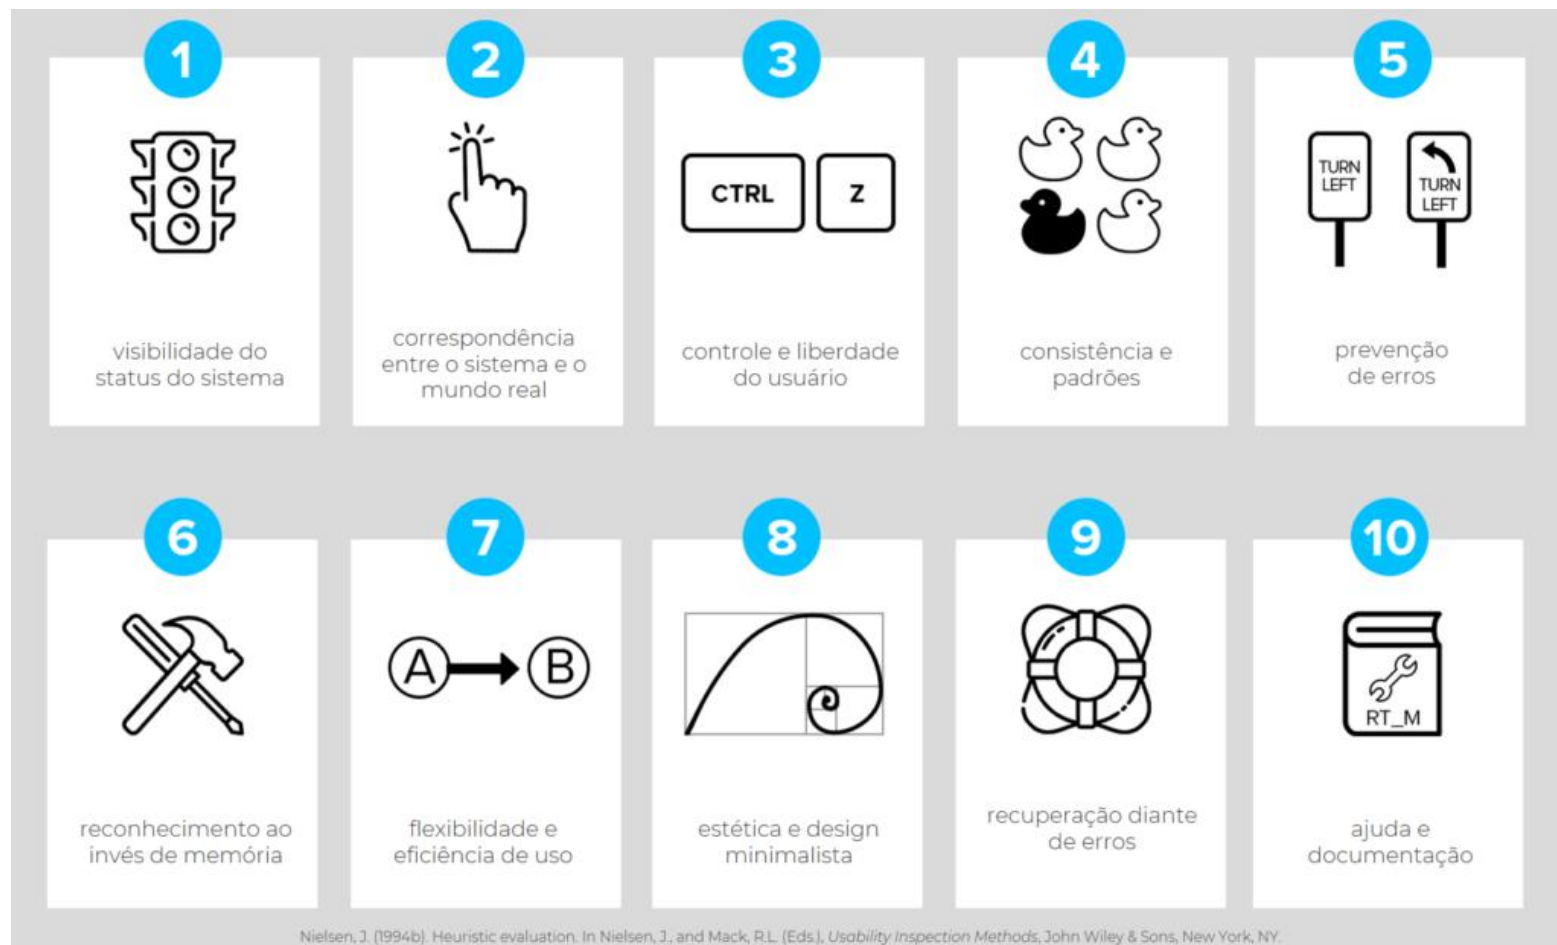 1
2
3
4
5
CTRL
Z
TURN
LEFT
TURN
LEFT
visibilidade do
status do sistema
correspondência
entre o sistema e o
mundo real
controle e liberdade
do usuário
consistência e
padrões
prevenção
de erros
6
7
8
9
10
A
B
RT_M
reconhecimento ao
invés de memória
flexibilidade e
eficiência de uso
estética e design
minimalista
recuperação diante
de erros
ajuda e
documentação
Nielsen, J. (1994b). Heuristic evaluation. In Nielsen, J., and Mack, R.L. (Eds.), Usability Inspection Methods, John Wiley & Sons, New York, NY.